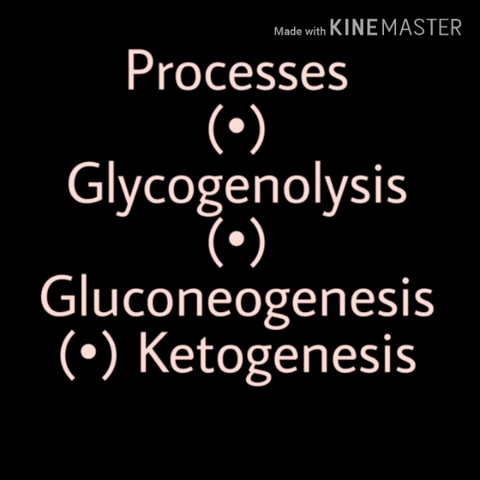 Made with KINEMASTER
Processes
(•)
Glycogenolysis
(•)
Gluconeogenesis
(•) Ketogenesis